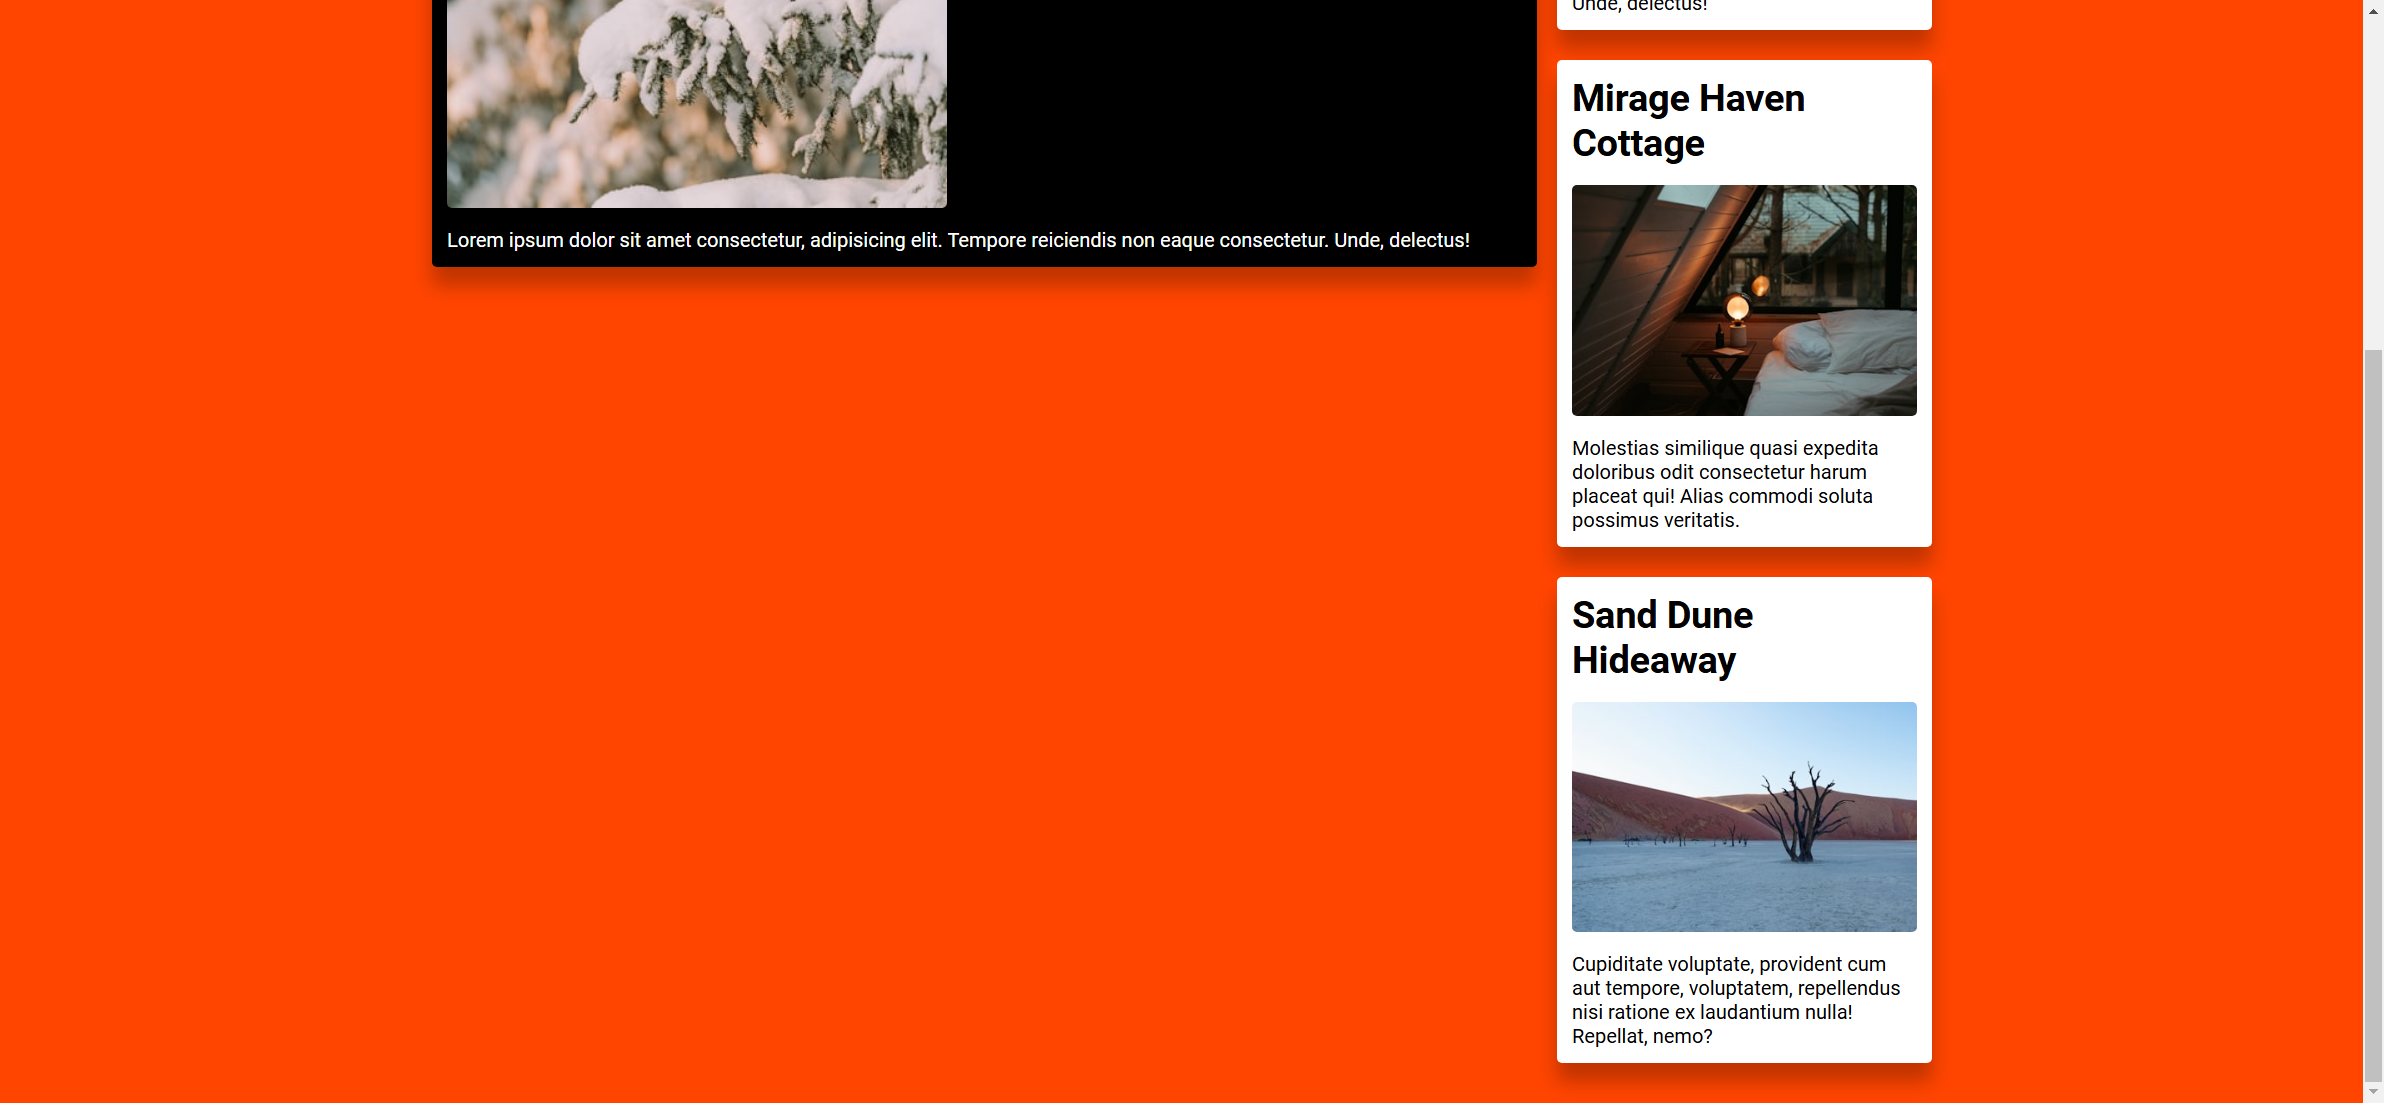 Lorem ipsum dolor sit amet consectetur, adipisicing elit. Tempore reiciendis non eaque consectetur. Unde, delectus!
Unde, delectus!
Mirage Haven
Cottage
Molestias similique quasi expedita
doloribus odit consectetur harum
placeat qui! Alias commodi soluta
possimus veritatis.
Sand Dune
Hideaway
Cupiditate voluptate, provident cum
aut tempore, voluptatem, repellendus
nisi ratione ex laudantium nulla!
Repellat, nemo?